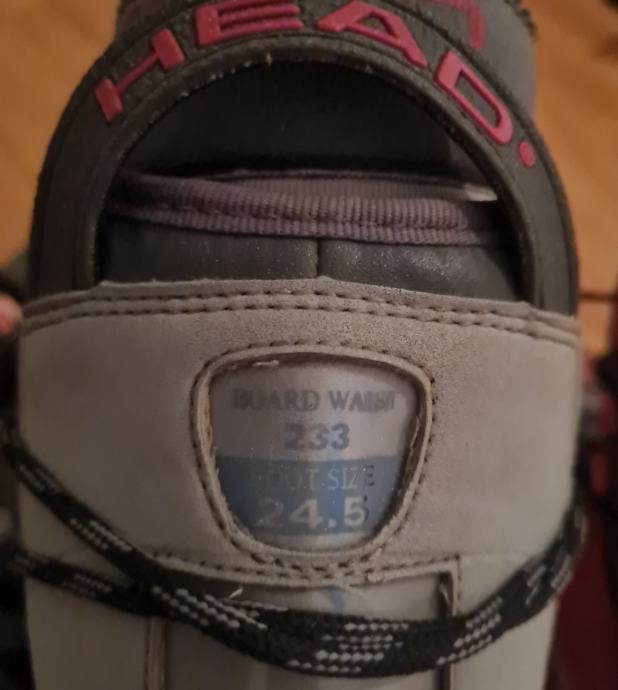 HEAD.
BOARD WAIST
233
FOOT SIZE
24.5